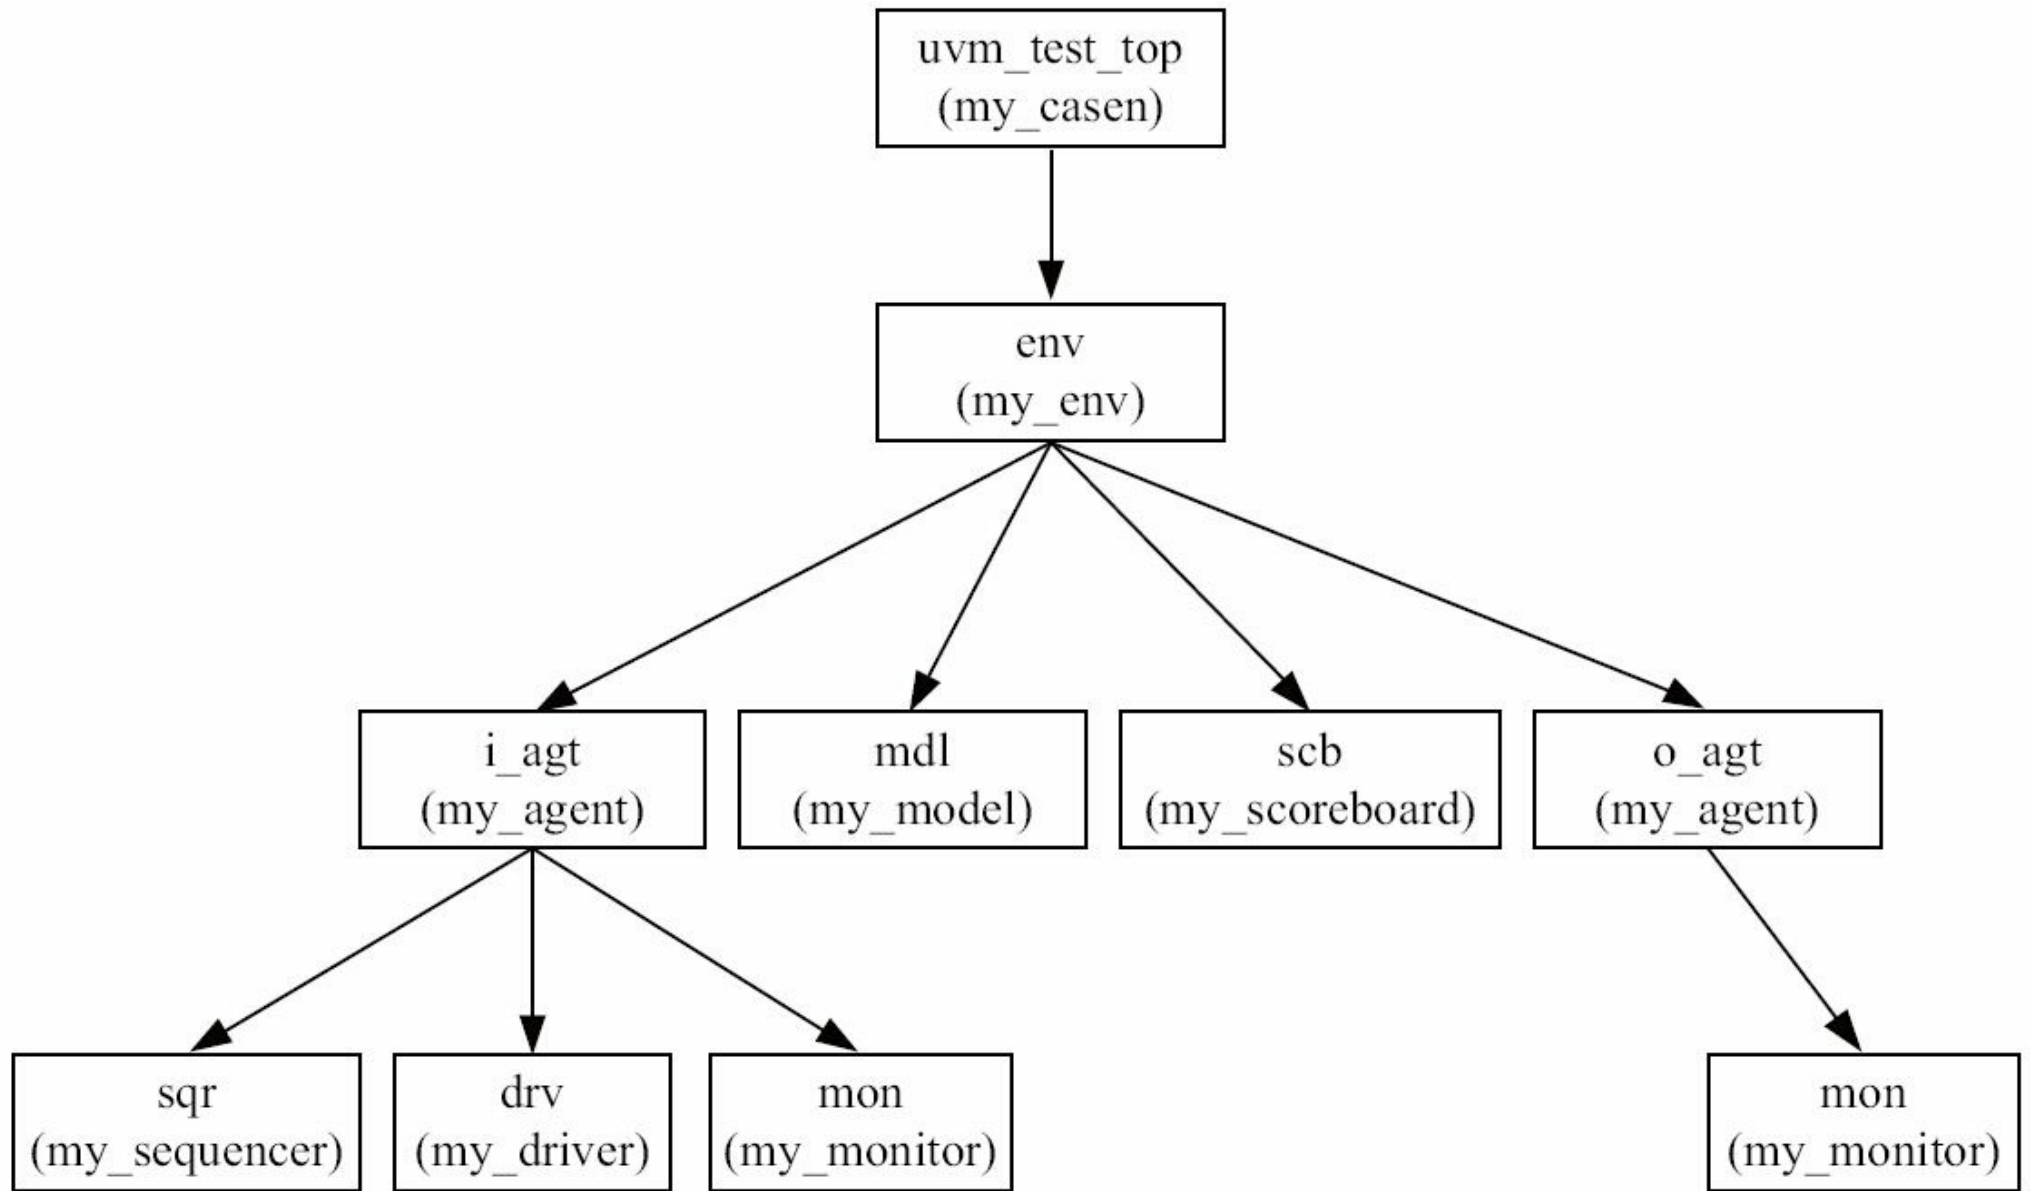 uvm_test_top
(my_casen)
env
(my_env)
i_agt
(my_agent)
mdl
(my_model)
scb
(my_scoreboard)
o_agt
(my_agent)
sqr
(my_sequencer)
drv
(my_driver)
mon
(my_monitor)
mon
(my_monitor)